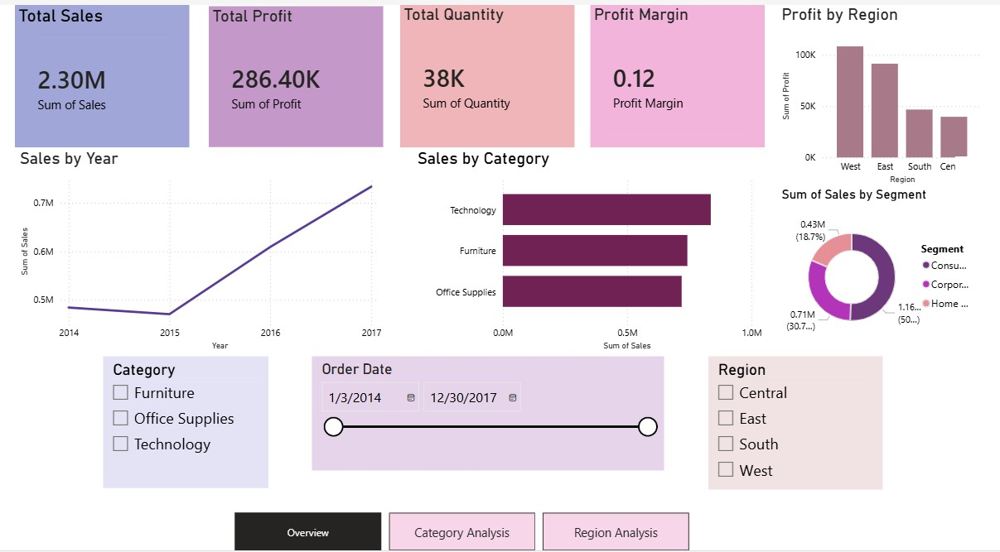 Total Sales
2.30M
Sum of Sales
Total Profit
286.40K
Sum of Profit
Total Quantity
38K
Sum of Quantity
Profit Margin
0.12
Profit Margin
Profit by Region
Sum of Profit
100K
50K
0K
West East South Cen
Region
Sales by Year
Sum of Sales
0.7M
0.6M
0.5M
2014 2015 2016 2017
Year
Sales by Category
Technology
Furniture
Office Supplies
0.0M 0.5M 1.0M
Sum of Sales
Sum of Sales by Segment
0.43M
(18.7%)
0.71M
(30.7...)
1.16...
(50...)
Segment
Consu...
Corpor...
Home ...
Category
Furniture
Office Supplies
Technology
Order Date
1/3/2014 12/30/2017
Region
Central
East
South
West
Overview Category Analysis Region Analysis